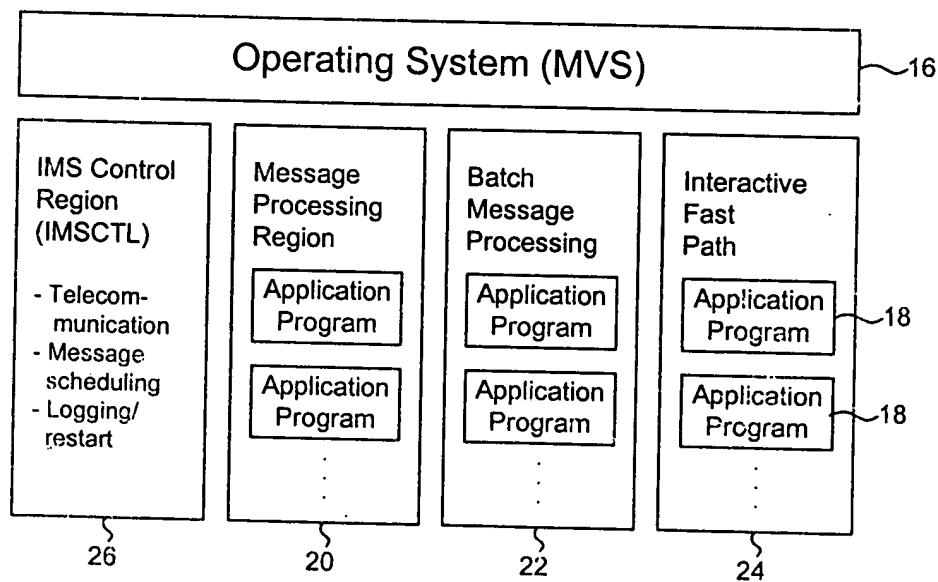 Operating System (MVS)
16
IMS Control
Region
(IMSCTL)
- Telecom-
munication
- Message
scheduling
- Logging/
restart
26
Message
Processing
Region
Application
Program
Application
Program
20
Batch
Message
Processing
Application
Program
Application
Program
22
Interactive
Fast
Path
Application
Program
18
Application
Program
18
24